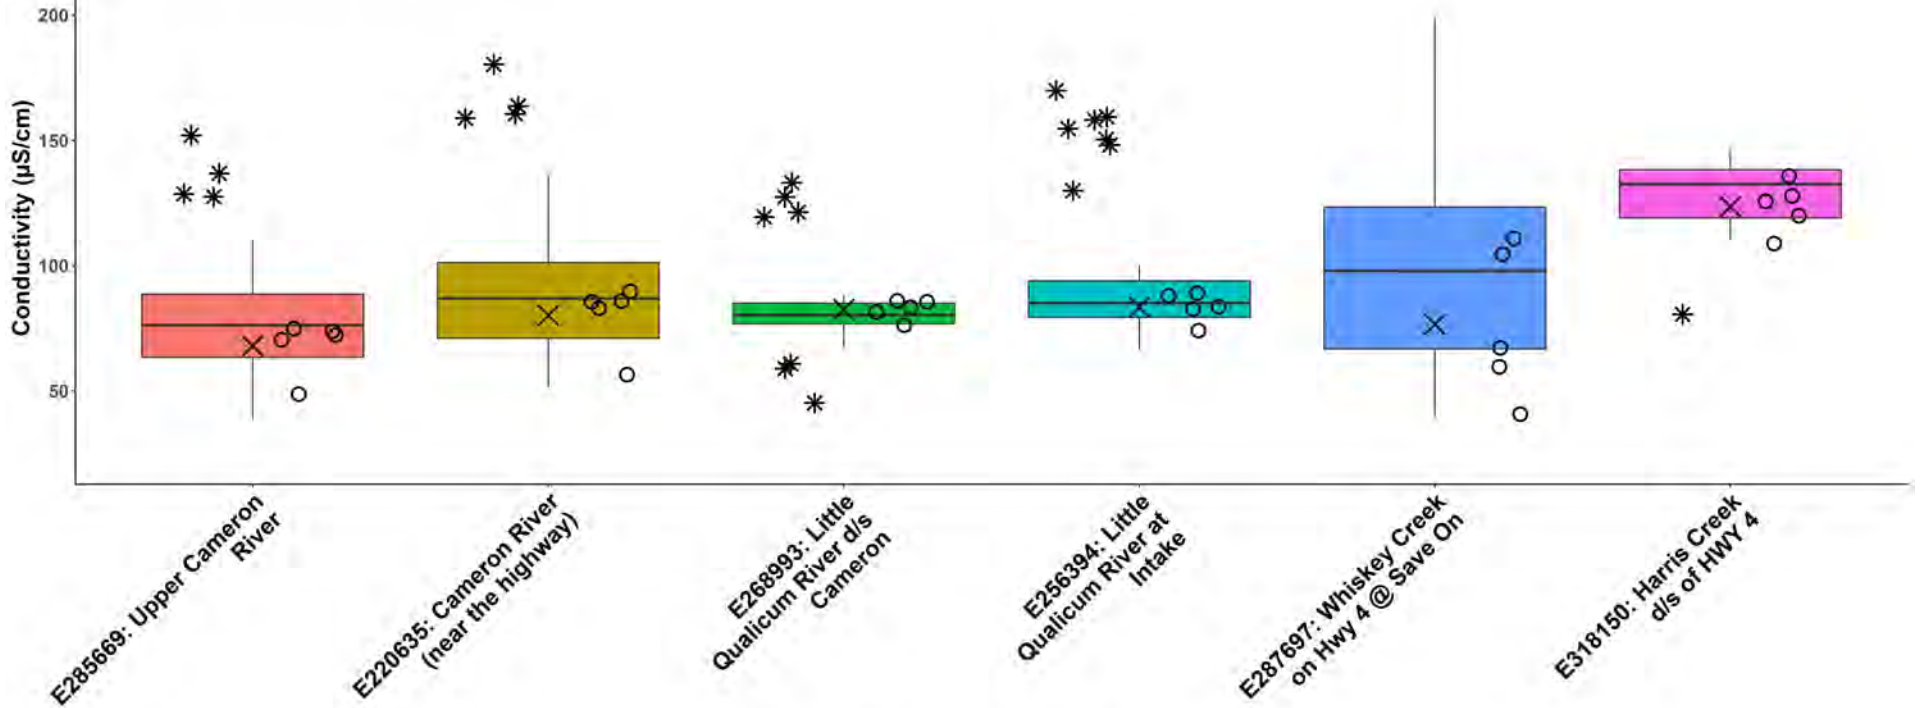 Conductivity (µS/cm)
200
150
100
50
E285669: Upper Cameron
River
E220635: Cameron River
(near the highway)
E268993: Little
Qualicum River d/s
Cameron
E256394: Little
Qualicum River at
Intake
E287697: Whiskey Creek
on Hwy 4 @ Save On
E318150: Harris Creek
d/s of HWY 4